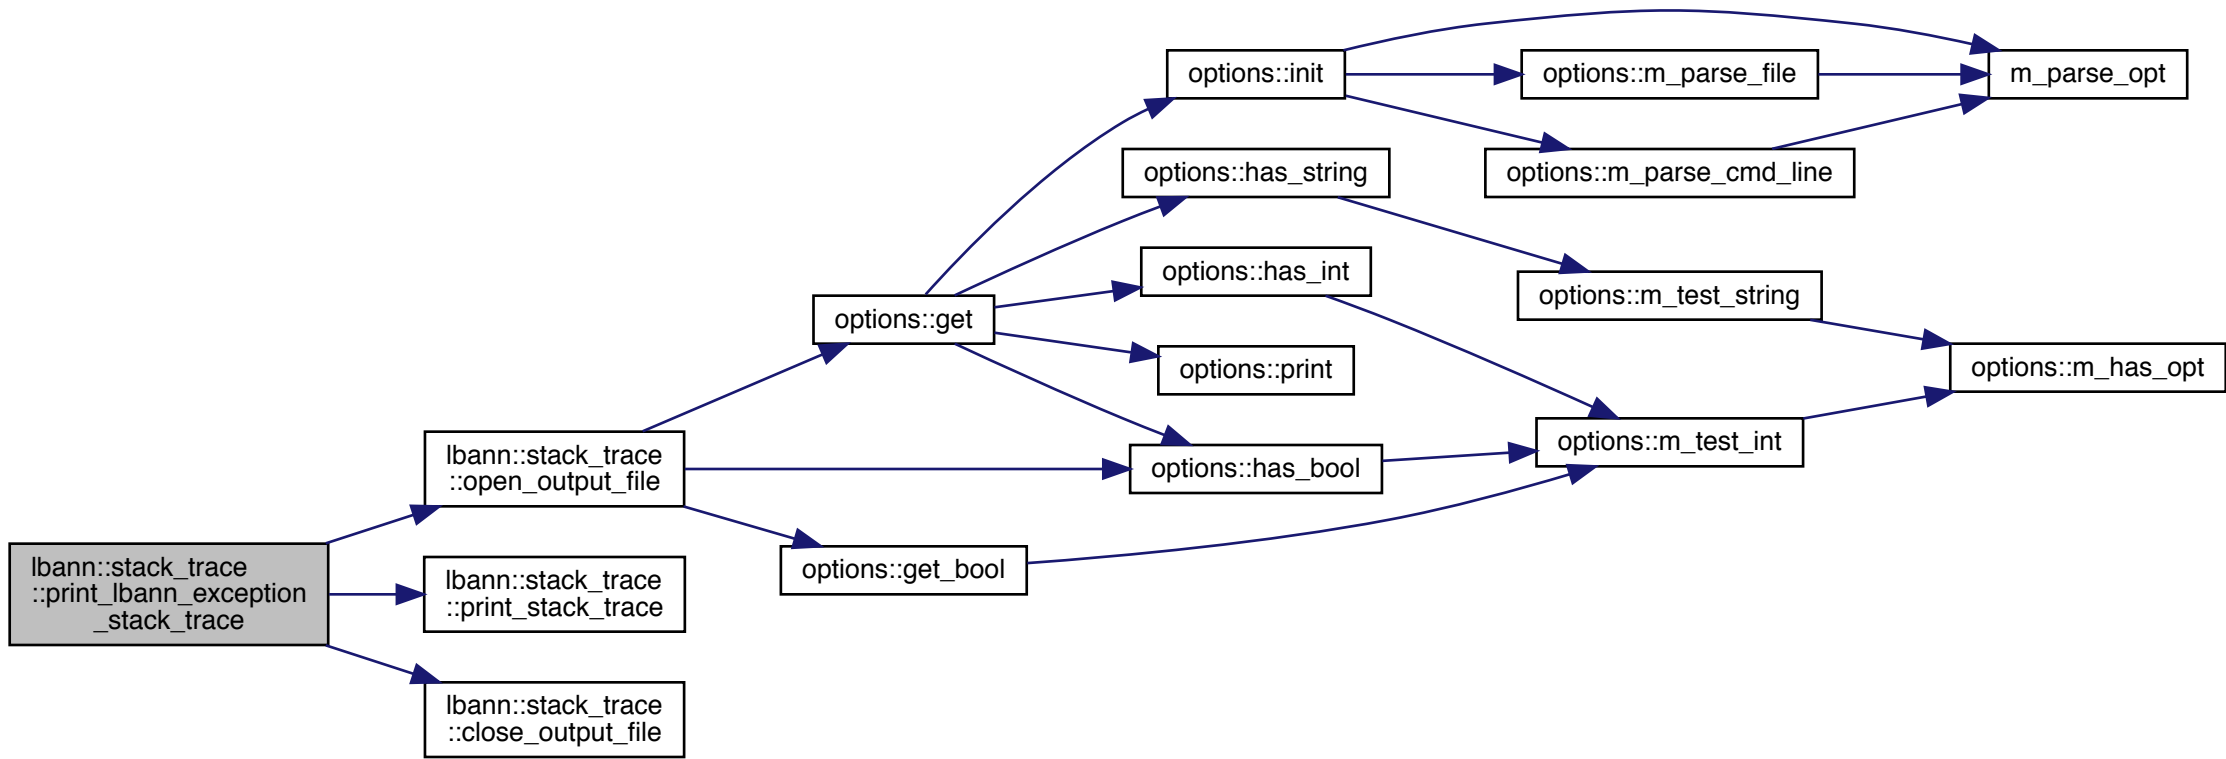 lbann::stack_trace
::print_lbann_exception
_stack_trace
lbann::stack_trace
::open_output_file
lbann::stack_trace
::print_stack_trace
lbann::stack_trace
::close_output_file
options::get
options::get_bool
options::init
options::has_string
options::has_int
options::print
options::has_bool
options::m_parse_file
options::m_parse_cmd_line
options::m_test_string
options::m_test_int
m_parse_opt
options::m_has_opt